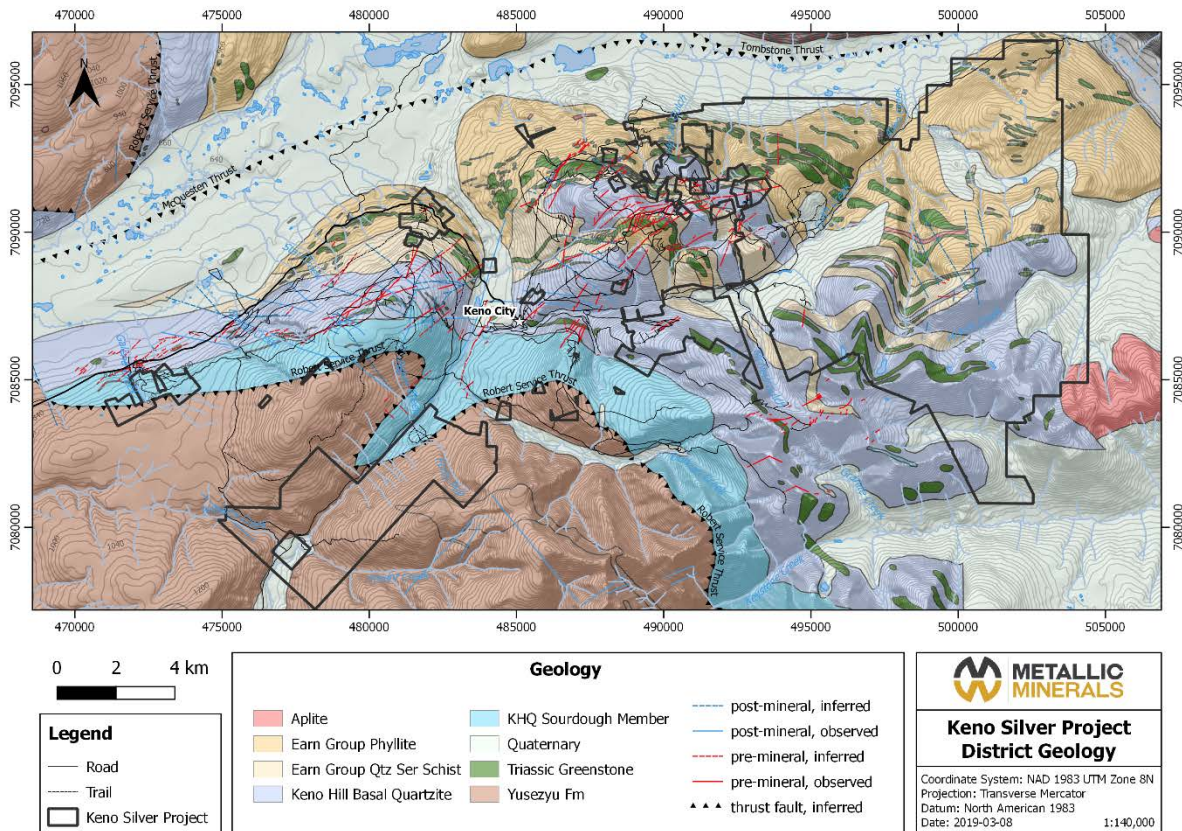 470000 475000 480000 485000 490000 495000 500000 505000
7095000
7095000
7090000
7090000
7085000
7085000
7080000
7080000
N
Tombstone Thrust
Robert Service Thrust
McQuesten Thrust
Keno City
Robert Service Thrust
Robert Service Thrust
Robert Service Thrust
640
1040
1200
470000 475000 480000 485000 490000 495000 500000 505000
0 2 4 km
Legend
Road
Trail
Keno Silver Project
Geology
Aplite
Earn Group Phyllite
Earn Group Qtz Ser Schist
Keno Hill Basal Quartzite
KHQ Sourdough Member
Quaternary
Triassic Greenstone
Yusezyu Fm
post-mineral, inferred
post-mineral, observed
pre-mineral, inferred
pre-mineral, observed
thrust fault, inferred
METALLIC
MINERALS
Keno Silver Project
District Geology
Coordinate System: NAD 1983 UTM Zone 8N
Projection: Transverse Mercator
Datum: North American 1983
Date: 2019-03-08 1:140,000